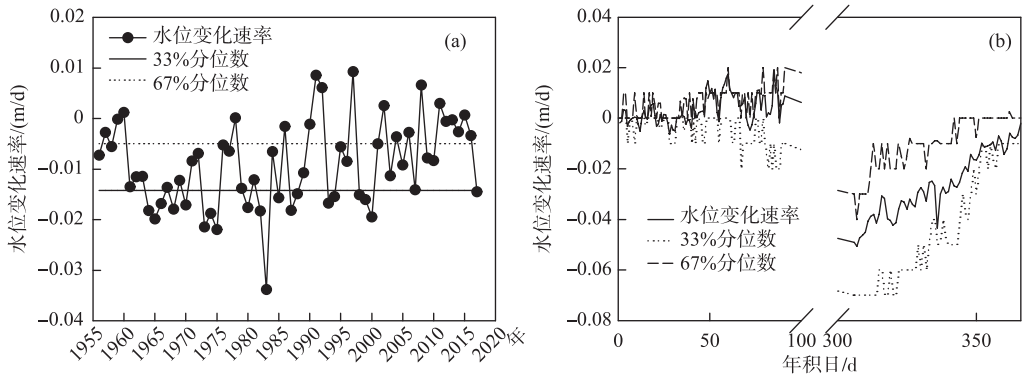 0.02
0.01
0
−0.01
−0.02
−0.03
−0.04
水位变化速率/(m/d)
水位变化速率
33%分位数
67%分位数
(a)
1955
1960
1965
1970
1975
1980
1985
1990
1995
2000
2005
2010
2015
2020
年
0.04
0.02
0
−0.02
−0.04
−0.06
−0.08
水位变化速率/(m/d)
(b)
水位变化速率
33%分位数
67%分位数
0
50
100
300
350
年积日/d